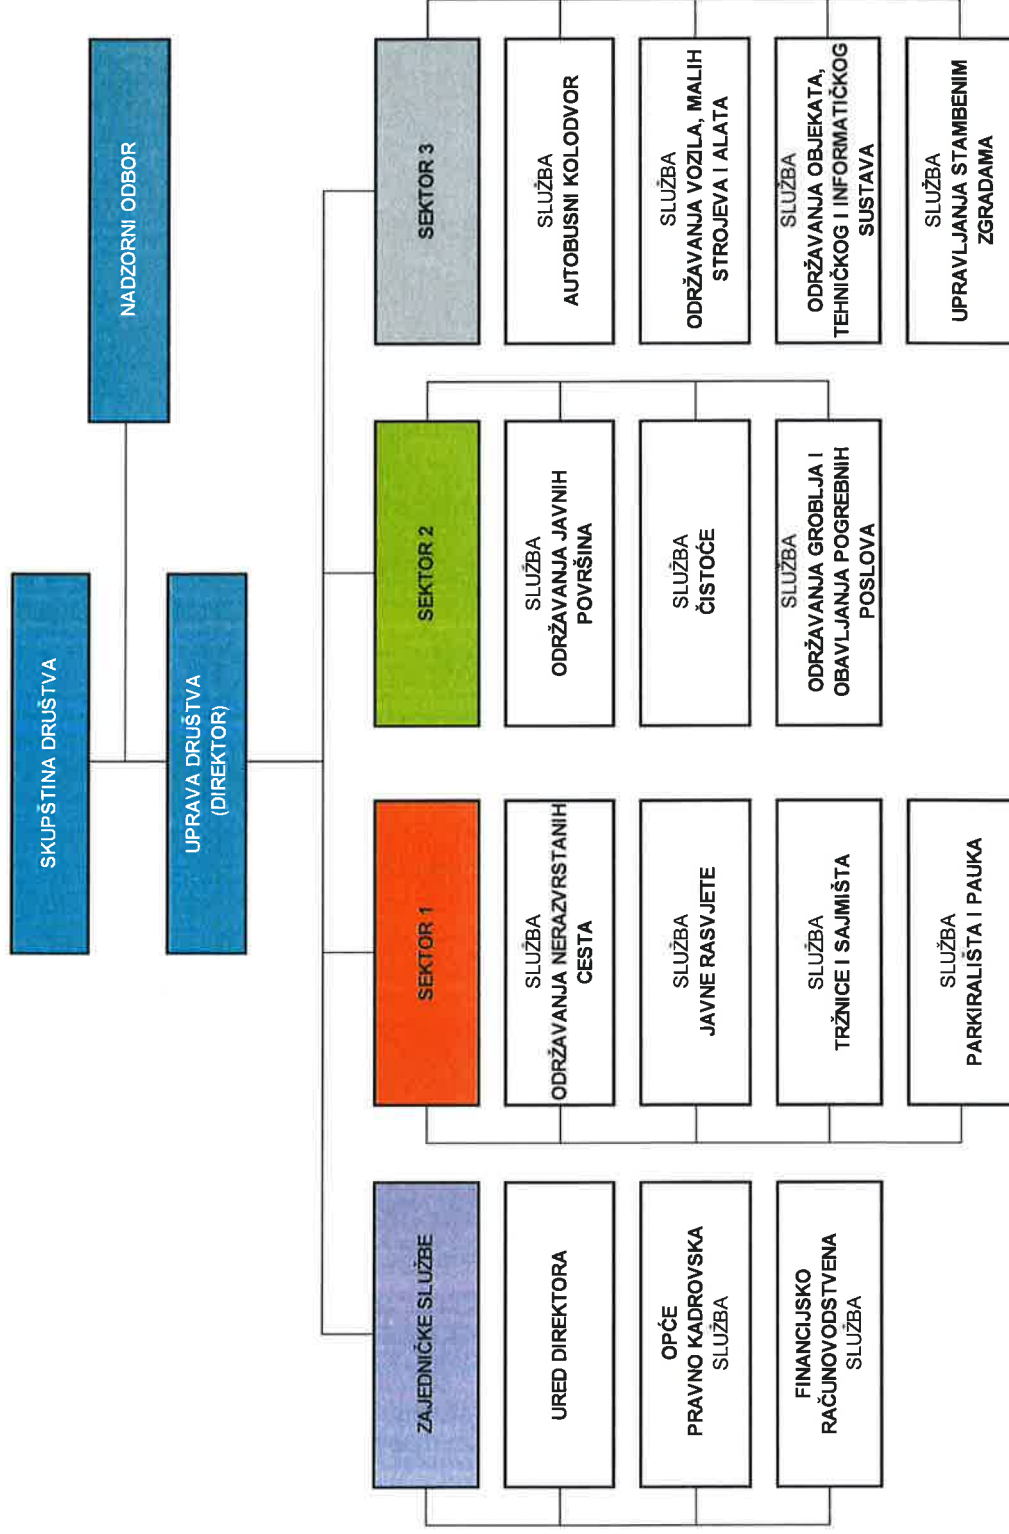 SKUPŠTINA DRUŠTVA
NADZORNI ODBOR
UPRAVA DRUŠTVA
(DIREKTOR)
ZAJEDNIČKE SLUŽBE
URED DIREKTORA
OPĆE
PRAVNO KADROVSKA
SLUŽBA
FINANCIJSKO
RAČUNOVODSTVENA
SLUŽBA
SEKTOR 1
SLUŽBA
ODRŽAVANJA NERAZVRSTANIH
CESTA
SLUŽBA
JAVNE RASVJETE
SLUŽBA
TRŽNICE I SAJMIŠTA
SLUŽBA
PARKIRALIŠTA I PAUKA
SEKTOR 2
SLUŽBA
ODRŽAVANJA JAVNIH
POVRŠINA
SLUŽBA
ČISTOĆE
SLUŽBA
ODRŽAVANJA GROBLJA I
OBAVLJANJA POGREBNIH
POSLOVA
SEKTOR 3
SLUŽBA
AUTOBUSNI KOLODVOR
SLUŽBA
ODRŽAVANJA VOZILA, MALIH
STROJEVA I ALATA
SLUŽBA
ODRŽAVANJA OBJEKATA,
TEHNIČKOG I INFORMATIČKOG
SUSTAVA
SLUŽBA
UPRAVLJANJA STAMBENIM
ZGRADAMA